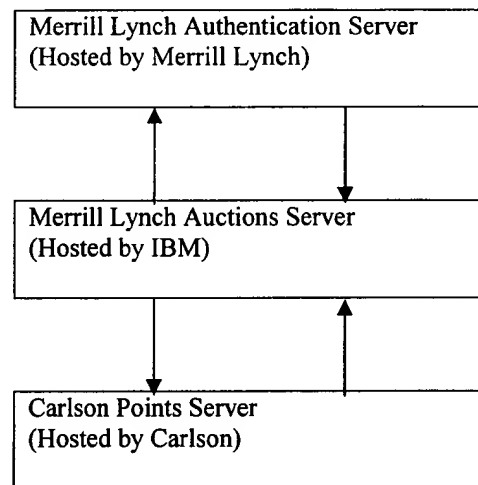 Merrill Lynch Authentication Server
(Hosted by Merrill Lynch)
Merrill Lynch Auctions Server
(Hosted by IBM)
Carlson Points Server
(Hosted by Carlson)